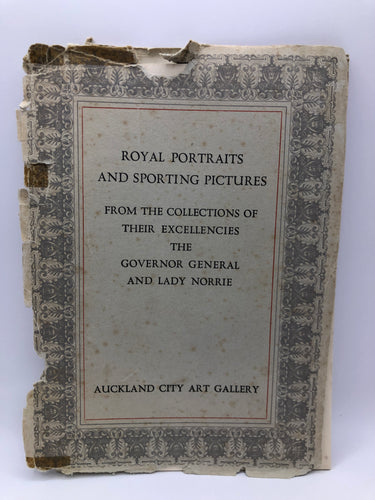 ROYAL PORTRAITS
AND SPORTING PICTURES
FROM THE COLLECTIONS OF
THEIR EXCELLENCIES
THE
GOVERNOR GENERAL
AND LADY NORRIE
AUCKLAND CITY ART GALLERY